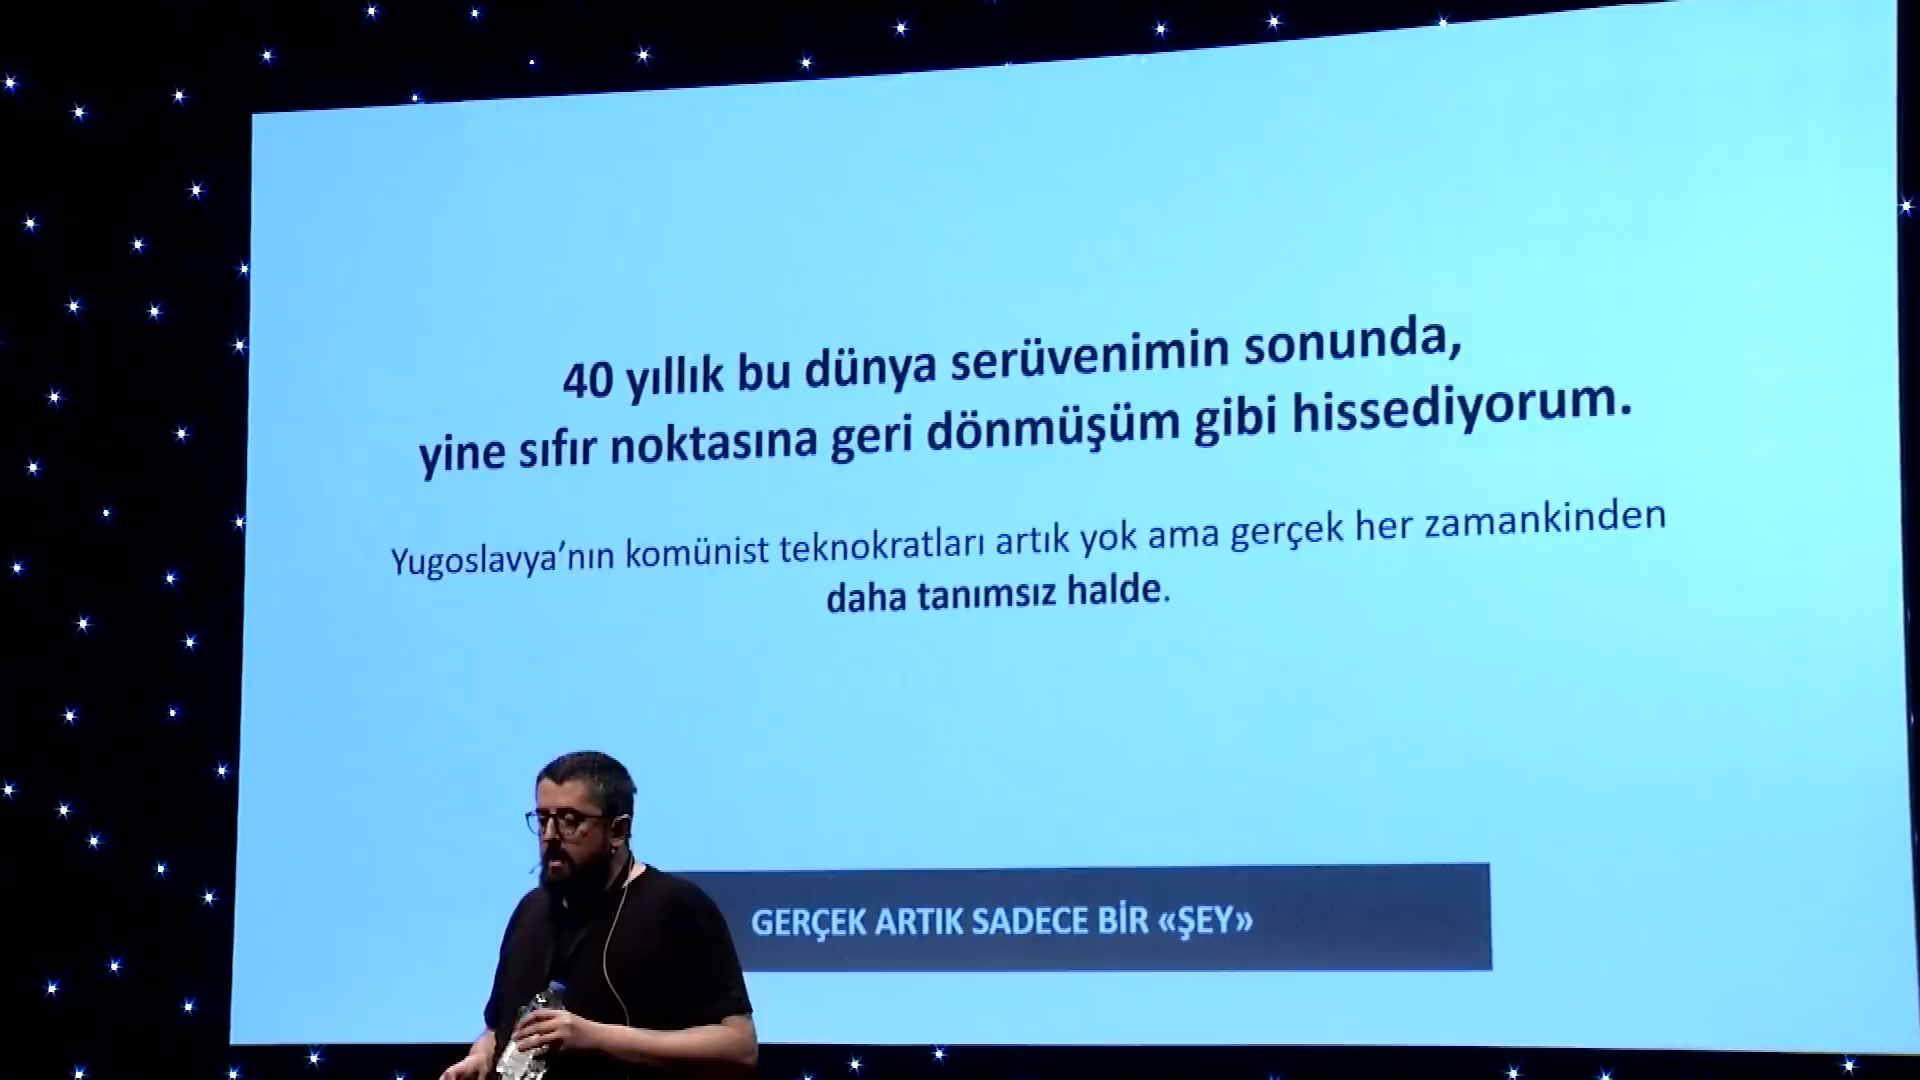 40 yıllık bu dünya serüvenimin sonunda,
yine sıfır noktasına geri dönmüşüm gibi hissediyorum.
Yugoslavya’nın komünist teknokratları artık yok ama gerçek her zamankinden
daha tanımsız halde.
GERÇEK ARTIK SADECE BİR «ŞEY»